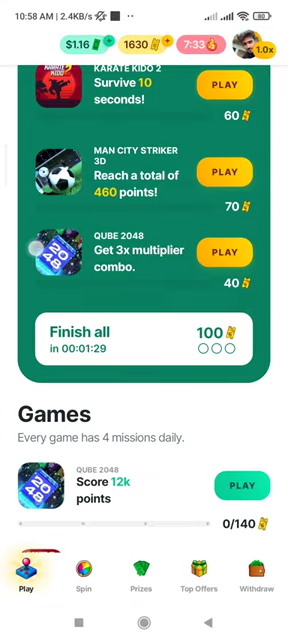 10:58 AM | 2.4KB/s
80
$1.16
1630
7:33
1.0x
KARATE KIDO 2
Survive 10
seconds!
PLAY
60
MAN CITY STRIKER
3D
Reach a total of
460 points!
PLAY
70
QUBE 2048
Get 3x multiplier
combo.
PLAY
40
Finish all
in 00:01:29
100
Games
Every game has 4 missions daily.
QUBE 2048
Score 12k
points
PLAY
0/140
Play
Spin
Prizes
Top Offers
Withdraw